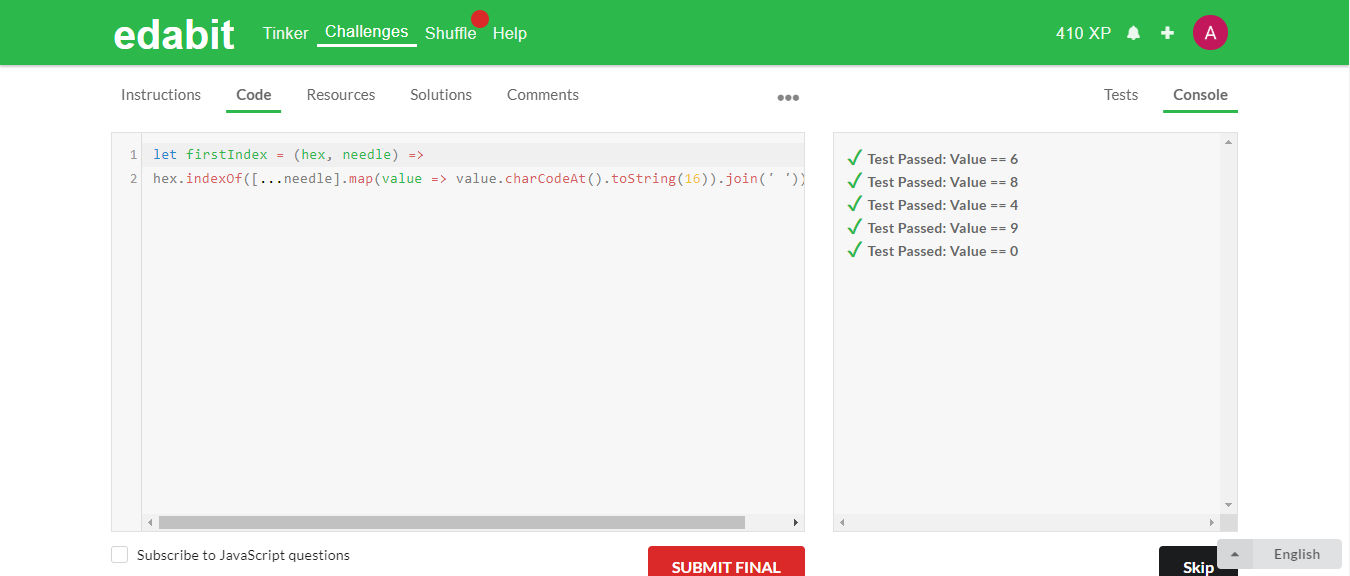 edabit Tinker Challenges Shuffle Help 410 XP A
Instructions Code Resources Solutions Comments Tests Console
1 let firstIndex = (hex, needle) =>
2 hex.indexOf([...needle].map(value => value.charCodeAt().toString(16)).join(' '))
Test Passed: Value == 6
Test Passed: Value == 8
Test Passed: Value == 4
Test Passed: Value == 9
Test Passed: Value == 0
Subscribe to JavaScript questions
SUBMIT FINAL
Skip
English